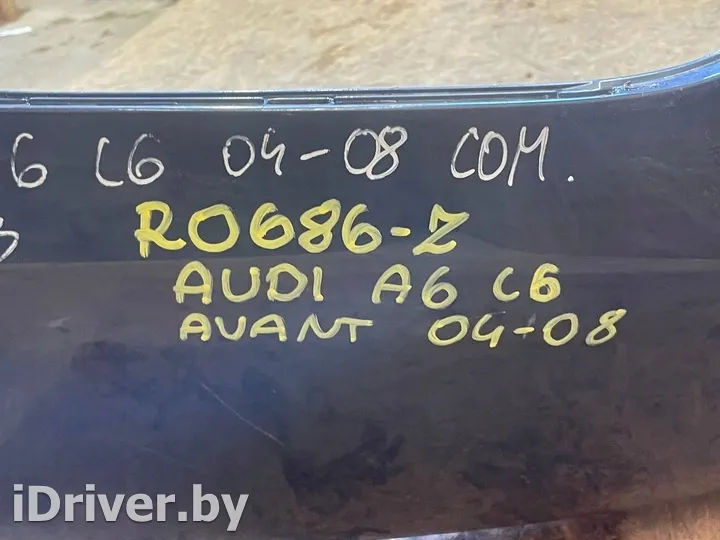 6 C6 04-08 COM.
R0686-Z
AUDI A6 C6
AVANT 04-08
iDriver.by